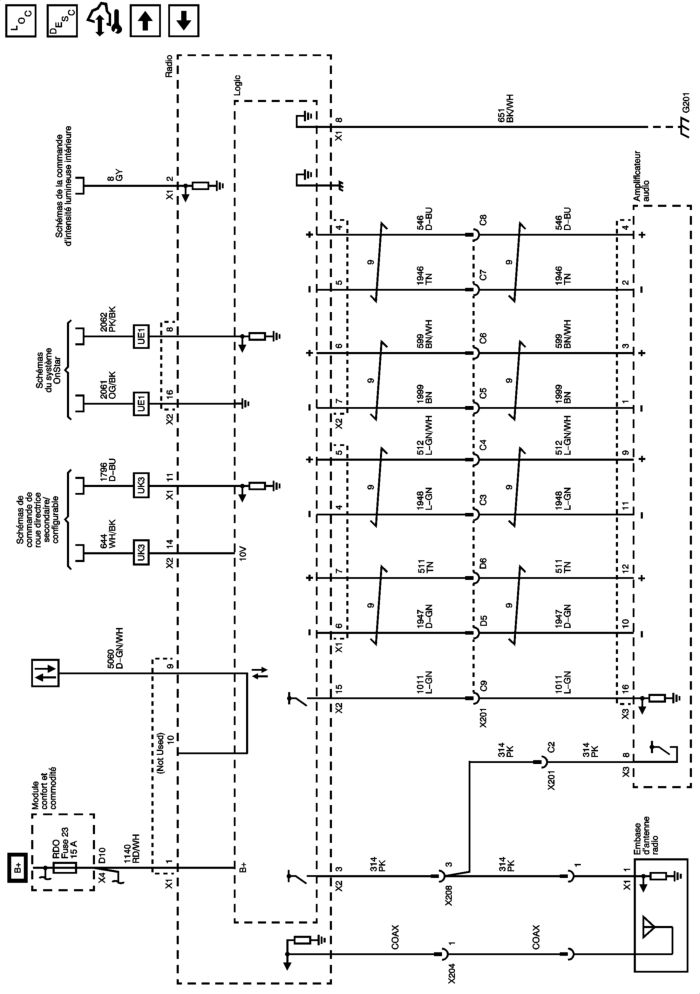 LOC
DESC
Module
confort et
commodité
B+
RDO
Fuse 23
15 A
X4
D10
1140
RD/WH
X1
1
B+
(Not Used)
10
5060
D-GN/WH
9
Schémas de
commande de
roue directrice
secondaire/
configurable
644
WH/BK
UK3
X2
14
10V
1796
D-BU
UK3
X1
11
Schémas
du système
OnStar
2061
OG/BK
UE1
X2
16
2062
PK/BK
UE1
8
Schémas de la commande
d'intensité lumineuse intérieure
8
GY
X1
2
Radio
Logic
COAX
X204
1
COAX
X2
3
314
PK
X208
3
314
PK
1
X1
1
Embase
d'antenne
radio
314
PK
X201
C2
314
PK
X3
8
X2
15
1011
L-GN
X201
C9
1011
L-GN
X3
16
–
X1
6
1947
D-GN
D5
1947
D-GN
10
–
9
9
+
7
511
TN
D6
511
TN
12
+
–
4
1948
L-GN
C3
1948
L-GN
11
–
9
9
+
5
512
L-GN/WH
C4
512
L-GN/WH
9
+
–
X2
7
1999
BN
C5
1999
BN
1
–
9
9
+
6
599
BN/WH
C6
599
BN/WH
3
+
–
5
1946
TN
C7
1946
TN
2
–
9
9
+
4
546
D-BU
C8
546
D-BU
4
+
Amplificateur
audio
X1
8
651
BK/WH
G201